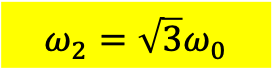 ω₂ = √3ω₀